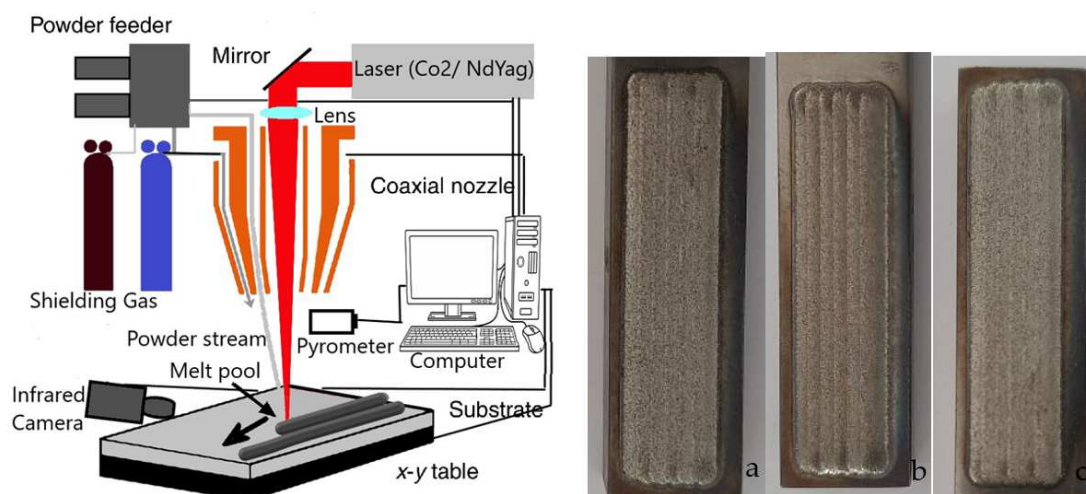 Powder feeder
Mirror
Laser (Co2/ NdYag)
Lens
Coaxial nozzle
Shielding Gas
Powder stream
Pyrometer
Computer
Melt pool
Infrared
Camera
Substrate
x-y table
a
b
c